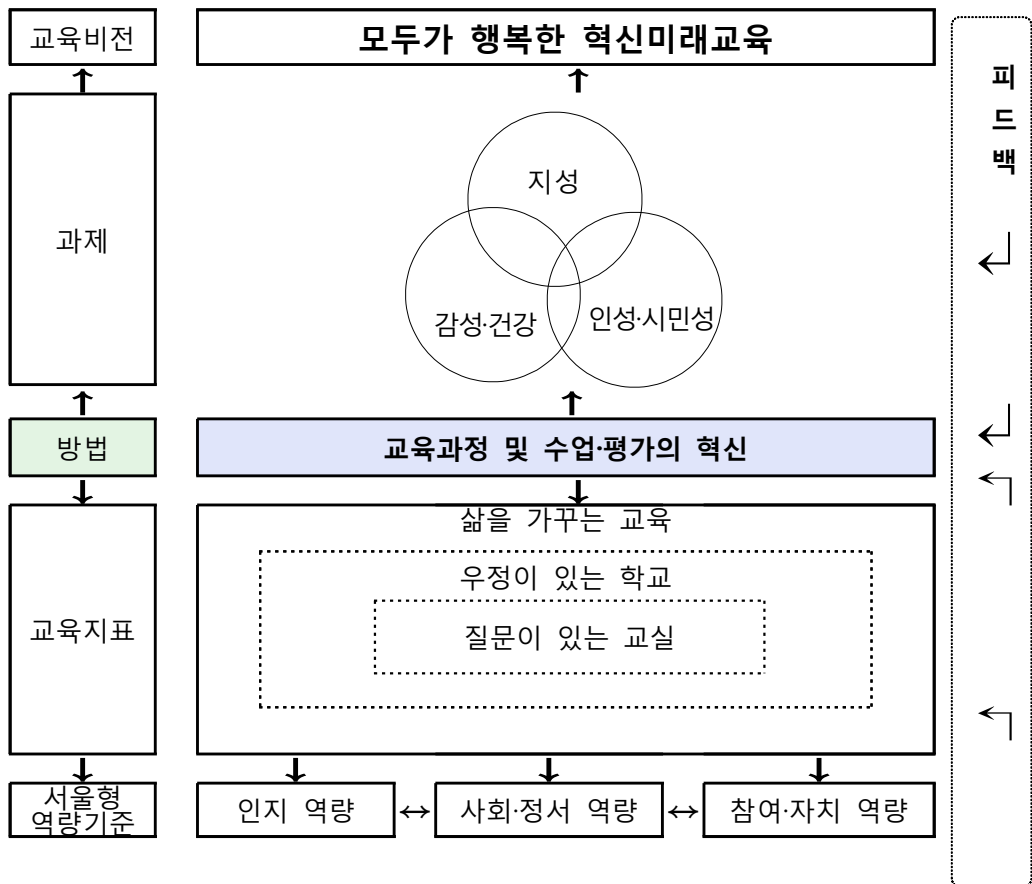 교육비전
모두가 행복한 혁신미래교육
피
드
백
과제
지성
감성·건강
인성·시민성
방법
교육과정 및 수업·평가의 혁신
교육지표
삶을 가꾸는 교육
우정이 있는 학교
질문이 있는 교실
서울형
역량기준
인지 역량
사회·정서 역량
참여·자치 역량